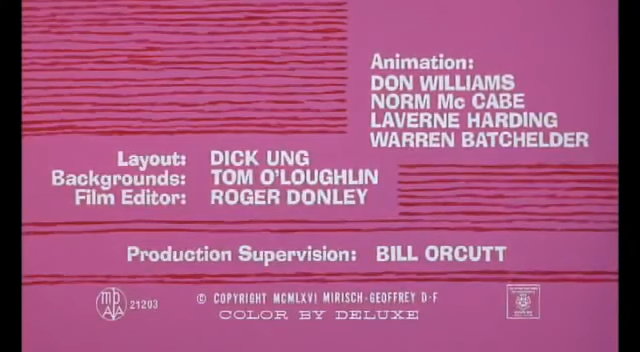 Animation:
DON WILLIAMS
NORM Mc CABE
LAVERNE HARDING
WARREN BATCHELDER
Layout: DICK UNG
Backgrounds: TOM O'LOUGHLIN
Film Editor: ROGER DONLEY
Production Supervision: BILL ORCUTT
mpAA 21203
© COPYRIGHT MCMLXVI MIRISCH-GEOFFREY D-F
COLOR BY DELUXE